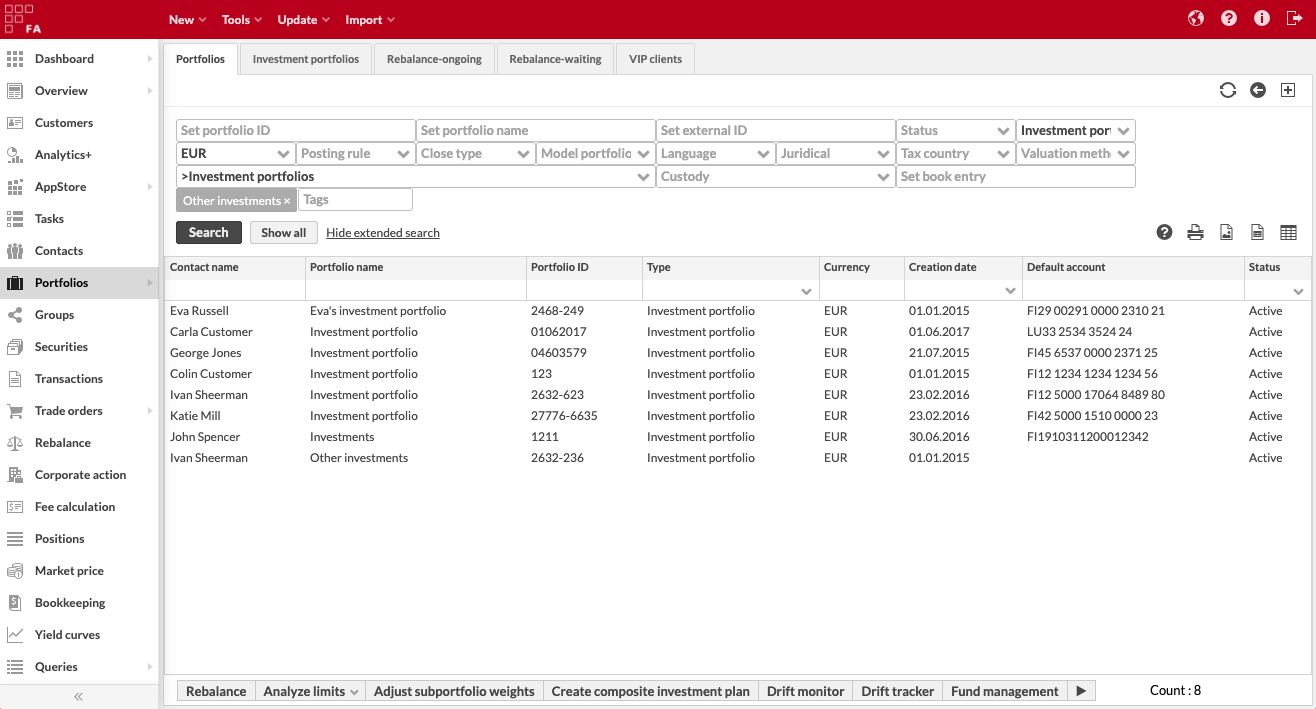 FA
New Tools Update Import
Dashboard
Overview
Customers
Analytics+
AppStore
Tasks
Contacts
Portfolios
Groups
Securities
Transactions
Trade orders
Rebalance
Corporate action
Fee calculation
Positions
Market price
Bookkeeping
Yield curves
Queries
«
Portfolios Investment portfolios Rebalance-ongoing Rebalance-waiting VIP clients
Set portfolio ID Set portfolio name Set external ID Status Investment por
EUR Posting rule Close type Model portfolio Language Juridical Tax country Valuation meth
>Investment portfolios Custody Set book entry
Other investments × Tags
Search Show all Hide extended search
Contact name Portfolio name Portfolio ID Type Currency Creation date Default account Status
Eva Russell Eva's investment portfolio 2468-249 Investment portfolio EUR 01.01.2015 FI29 00291 0000 2310 21 Active
Carla Customer Investment portfolio 01062017 Investment portfolio EUR 01.06.2017 LU33 2534 3524 24 Active
George Jones Investment portfolio 04603579 Investment portfolio EUR 21.07.2015 FI45 6537 0000 2371 25 Active
Colin Customer Investment portfolio 123 Investment portfolio EUR 01.01.2015 FI12 1234 1234 1234 56 Active
Ivan Sheerman Investment portfolio 2632-623 Investment portfolio EUR 23.02.2016 FI12 5000 17064 8489 80 Active
Katie Mill Investment portfolio 27776-6635 Investment portfolio EUR 23.02.2016 FI42 5000 1510 0000 23 Active
John Spencer Investments 1211 Investment portfolio EUR 30.06.2016 FI1910311200012342 Active
Ivan Sheerman Other investments 2632-236 Investment portfolio EUR 01.01.2015 Active
Rebalance Analyze limits Adjust subportfolio weights Create composite investment plan Drift monitor Drift tracker Fund management Count : 8